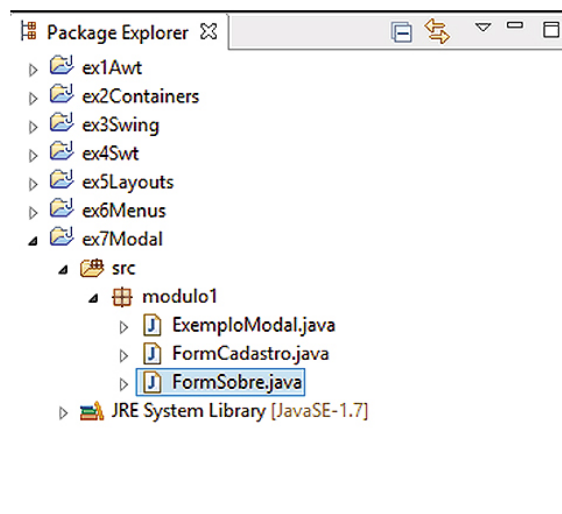 Package Explorer
ex1Awt
ex2Containers
ex3Swing
ex4Swt
ex5Layouts
ex6Menus
ex7Modal
src
modulo1
ExemploModal.java
FormCadastro.java
FormSobre.java
JRE System Library [JavaSE-1.7]